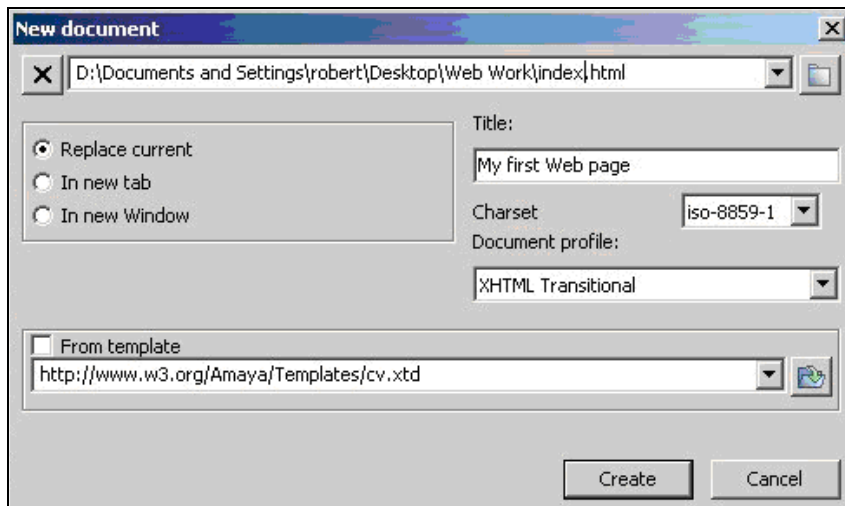 New document
D:\Documents and Settings\robert\Desktop\Web Work\index.html
Replace current
In new tab
In new Window
Title:
My first Web page
Charset
iso-8859-1
Document profile:
XHTML Transitional
From template
http://www.w3.org/Amaya/Templates/cv.xtd
Create
Cancel